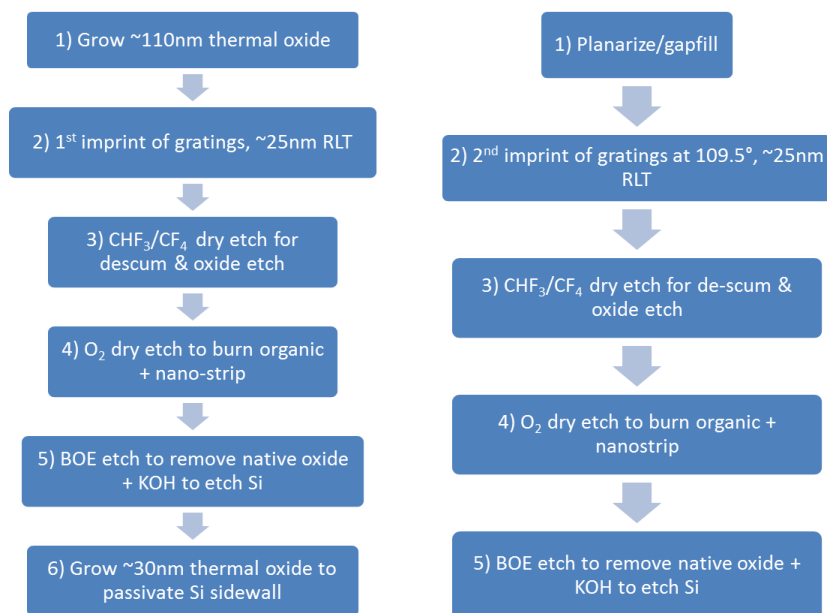 1) Grow ~110nm thermal oxide
2) 1st imprint of gratings, ~25nm RLT
3) CHF₃/CF₄ dry etch for
descum & oxide etch
4) O₂ dry etch to burn organic
+ nano-strip
5) BOE etch to remove native oxide
+ KOH to etch Si
6) Grow ~30nm thermal oxide to
passivate Si sidewall
1) Planarize/gapfill
2) 2nd imprint of gratings at 109.5°, ~25nm
RLT
3) CHF₃/CF₄ dry etch for de-scum &
oxide etch
4) O₂ dry etch to burn organic +
nanostrip
5) BOE etch to remove native oxide +
KOH to etch Si